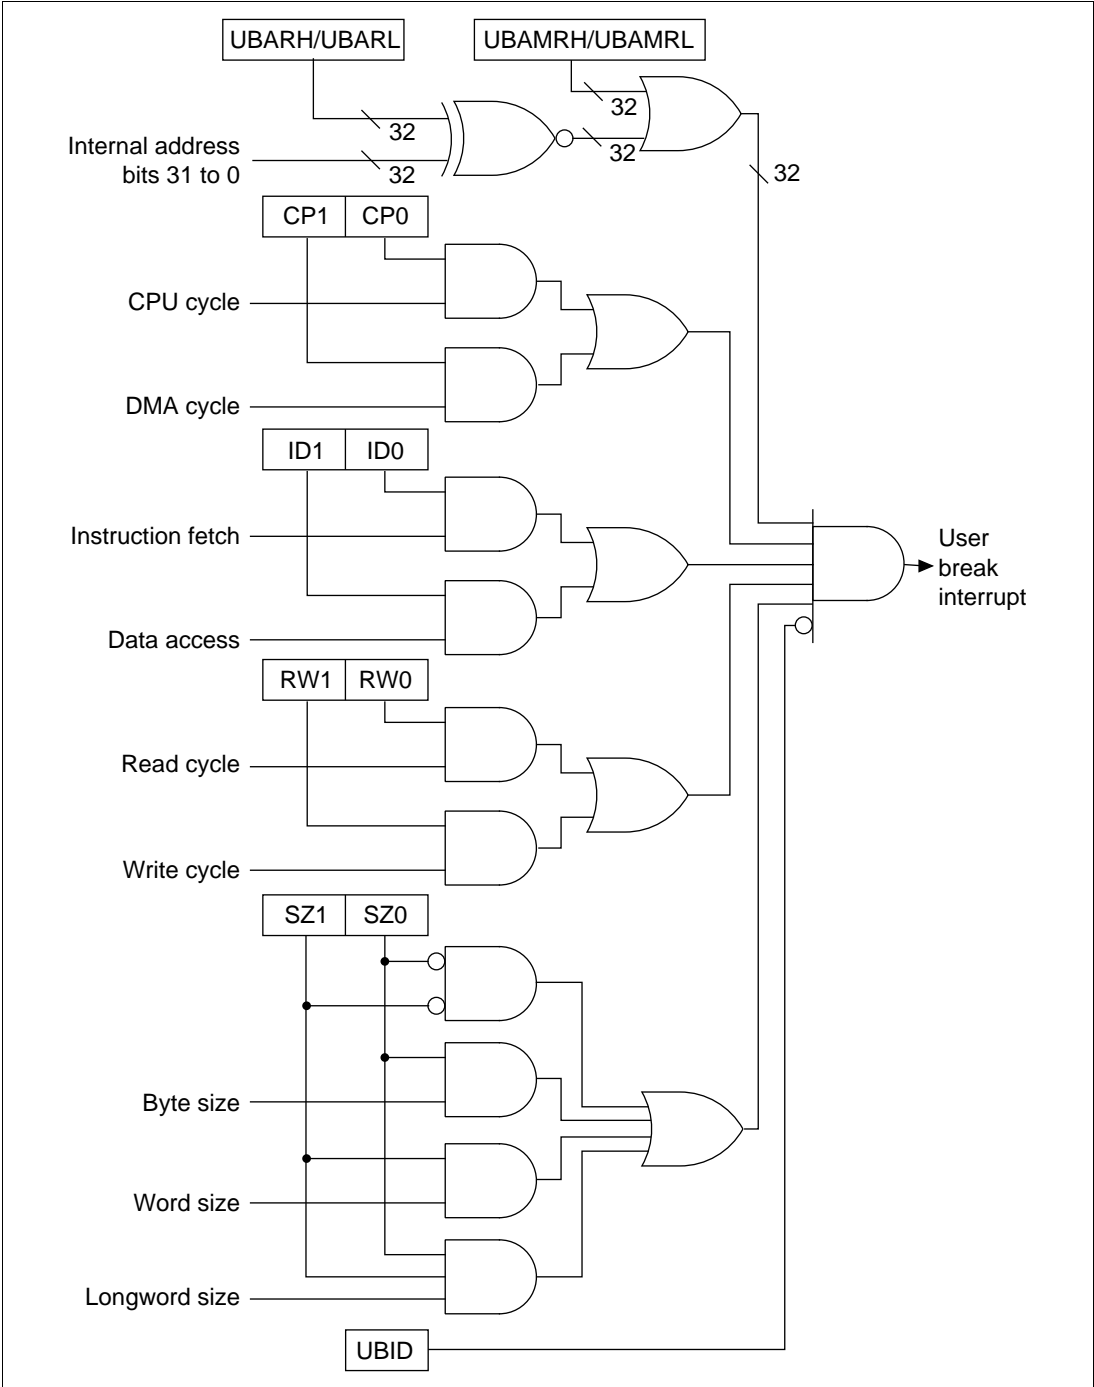 UBARH/UBARL
UBAMRH/UBAMRL
32
32
Internal address
bits 31 to 0
32
32
32
CP1 CP0
CPU cycle
DMA cycle
ID1 ID0
Instruction fetch
Data access
User
break
interrupt
RW1 RW0
Read cycle
Write cycle
SZ1 SZ0
Byte size
Word size
Longword size
UBID